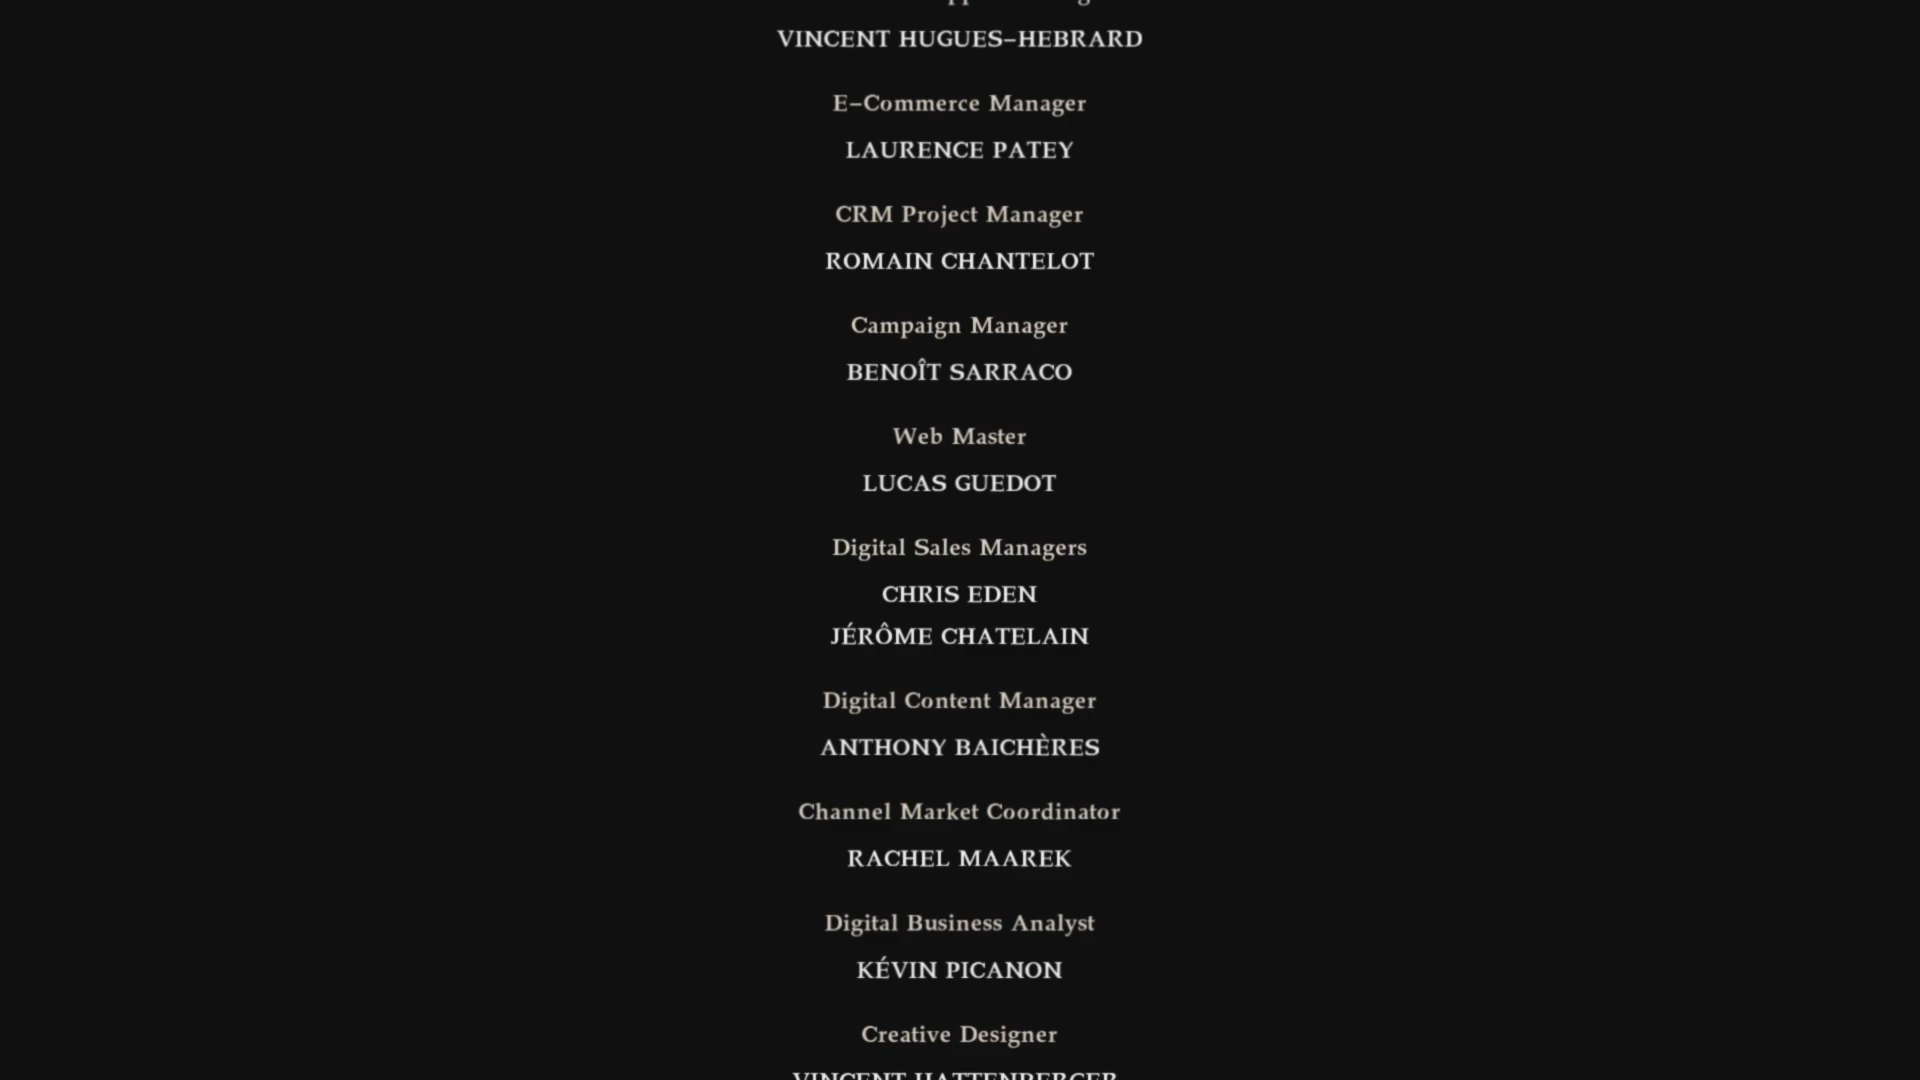 VINCENT HUGUES-HEBRARD
E-Commerce Manager
LAURENCE PATEY
CRM Project Manager
ROMAIN CHANTELOT
Campaign Manager
BENOÎT SARRACO
Web Master
LUCAS GUEDOT
Digital Sales Managers
CHRIS EDEN
JÉRÔME CHATELAIN
Digital Content Manager
ANTHONY BAICHÈRES
Channel Market Coordinator
RACHEL MAAREK
Digital Business Analyst
KÉVIN PICANON
Creative Designer
VINCENT HATTENBERGER